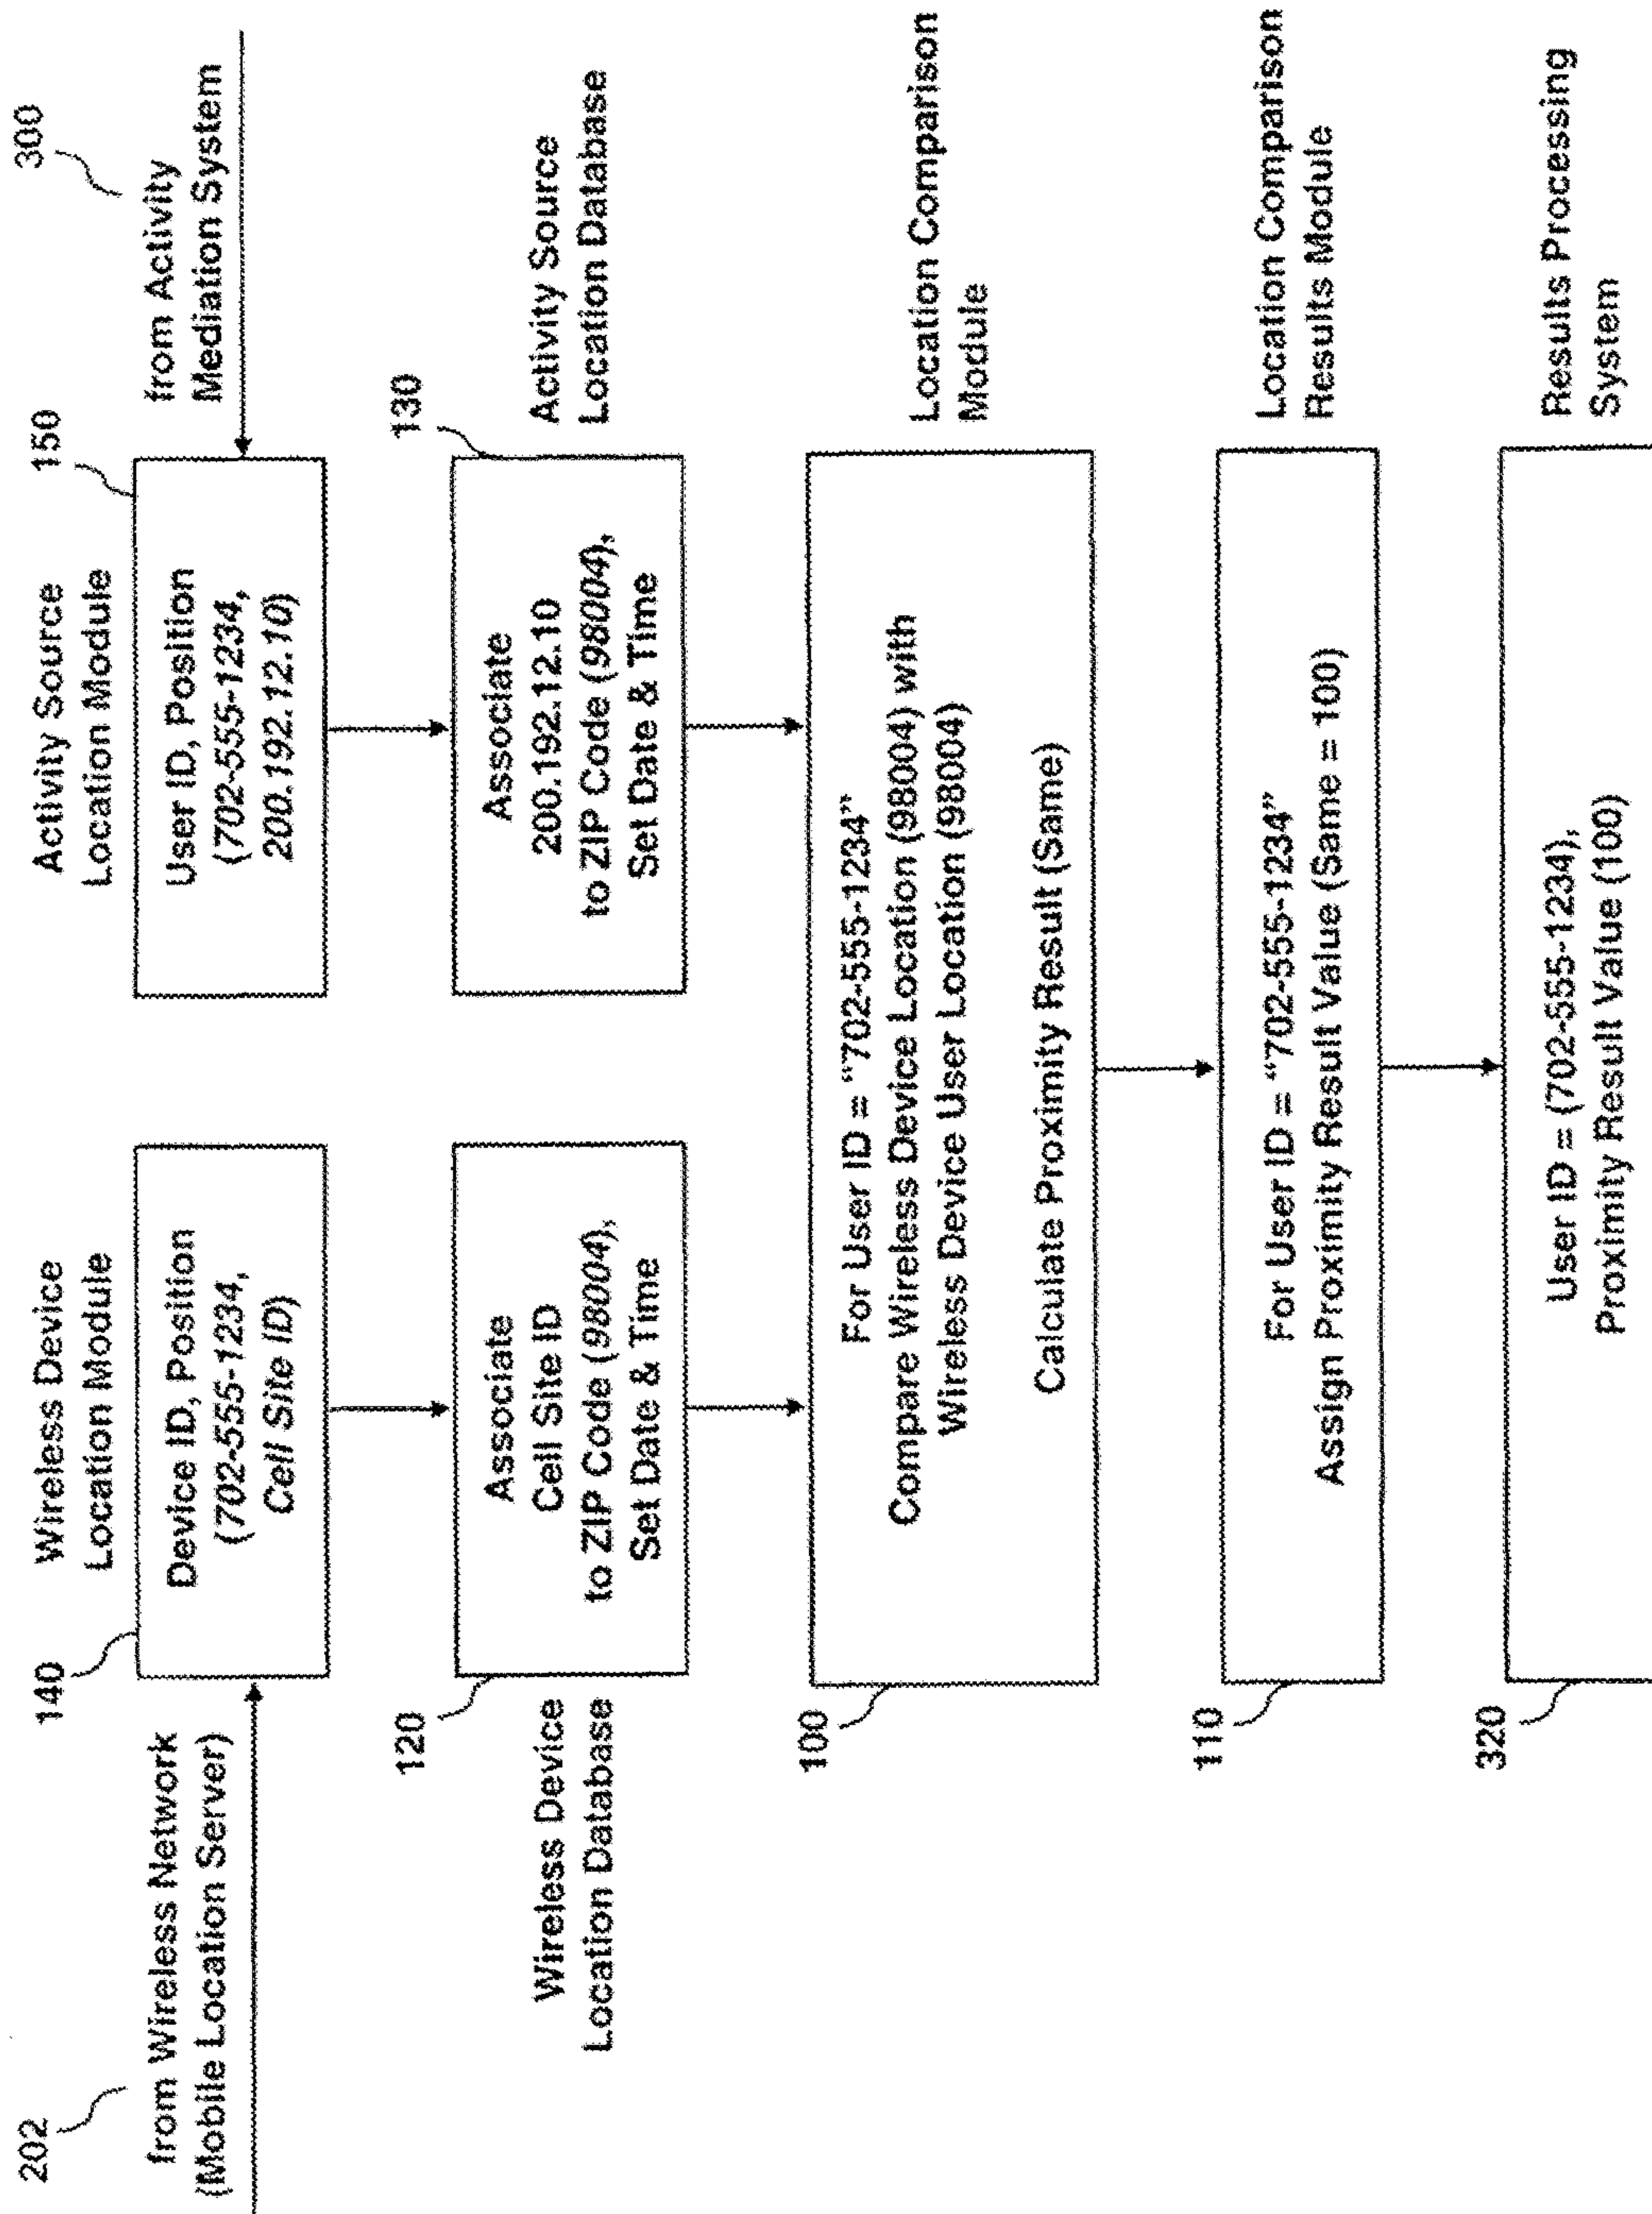 202
from Wireless Network
(Mobile Location Server)
300
from Activity
Mediation System
Wireless Device
Location Module
140
Device ID, Position
(702-555-1234,
Cell Site ID)
Activity Source
Location Module
150
User ID, Position
(702-555-1234,
200.192.12.10)
Wireless Device
Location Database
120
Associate
Cell Site ID
to ZIP Code (98004),
Set Date & Time
130
Associate
200.192.12.10
to ZIP Code (98004),
Set Date & Time
Activity Source
Location Database
100
For User ID = "702-555-1234"
Compare Wireless Device Location (98004) with
Wireless Device User Location (98004)
Calculate Proximity Result (Same)
Location Comparison
Module
110
For User ID = "702-555-1234"
Assign Proximity Result Value (Same = 100)
Location Comparison
Results Module
320
User ID = (702-555-1234),
Proximity Result Value (100)
Results Processing
System